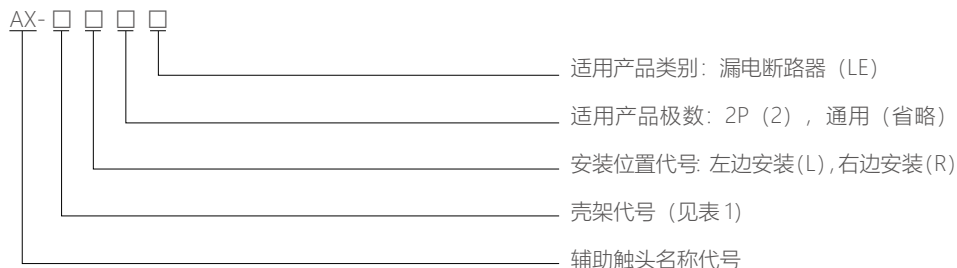 AX-□ □ □ □
适用产品类别：漏电断路器（LE）
适用产品极数：2P（2），通用（省略）
安装位置代号：左边安装(L)，右边安装(R)
壳架代号（见表1）
辅助触头名称代号